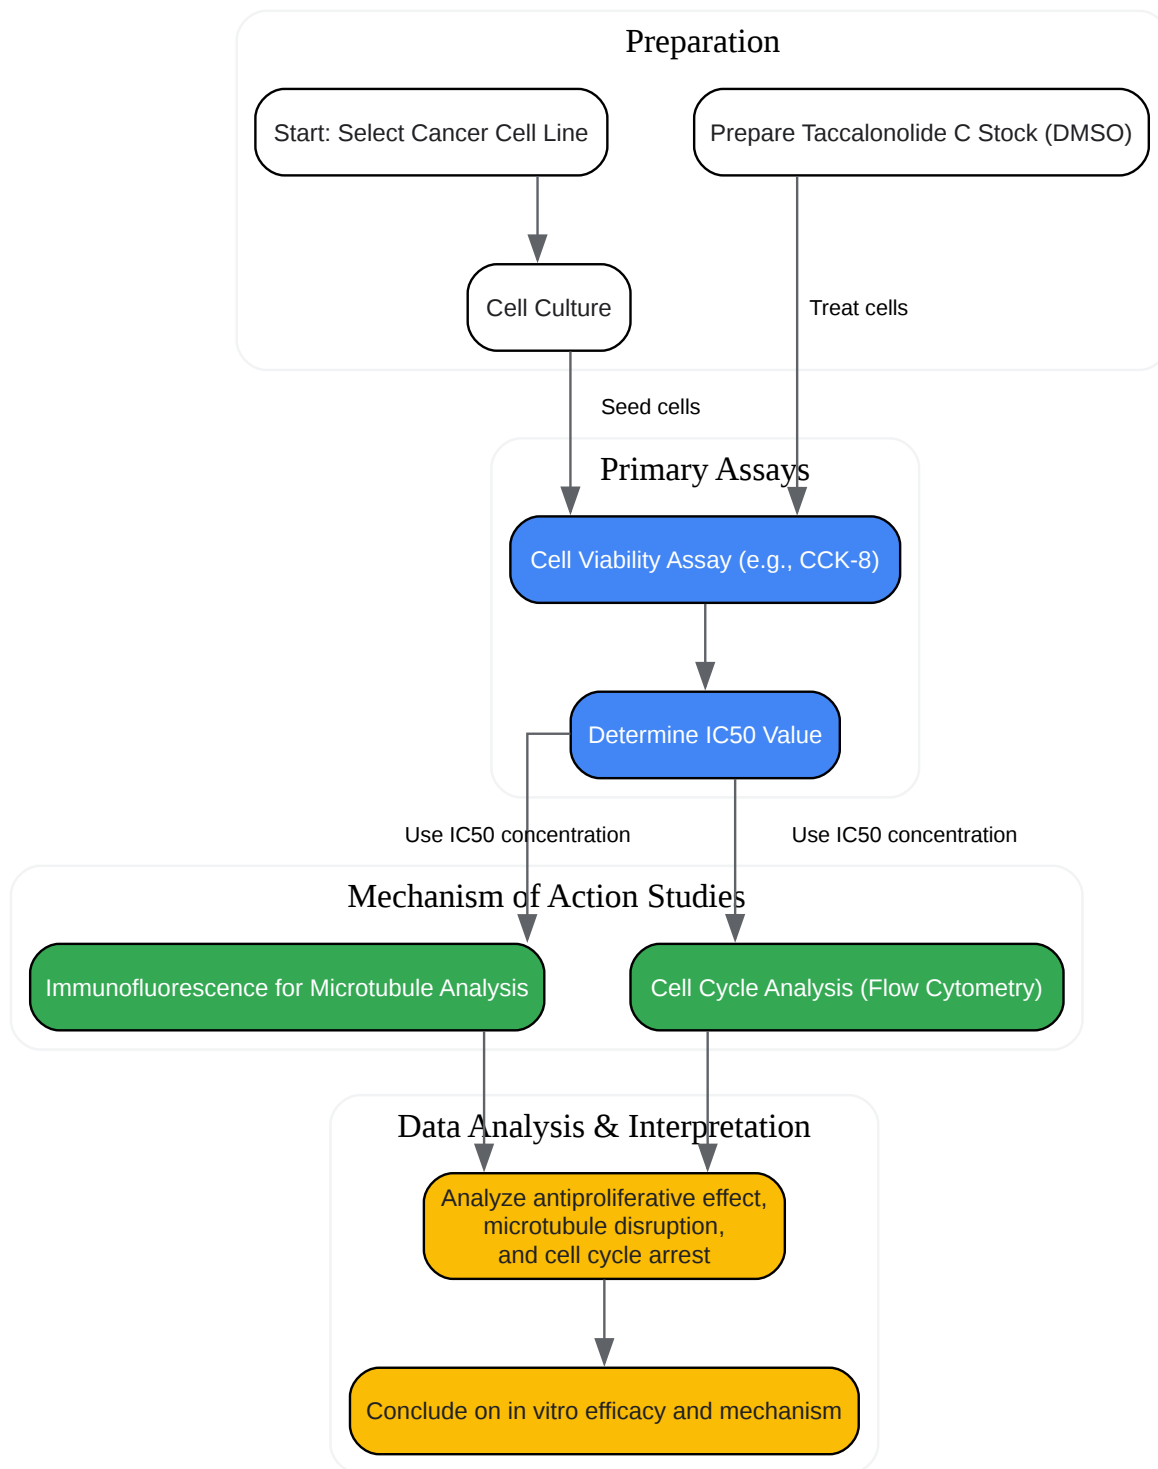 Preparation
Start: Select Cancer Cell Line
Prepare Taccalonolide C Stock (DMSO)
Cell Culture
Treat cells
Seed cells
Primary Assays
Cell Viability Assay (e.g., CCK-8)
Determine IC50 Value
Use IC50 concentration
Use IC50 concentration
Mechanism of Action Studies
Immunofluorescence for Microtubule Analysis
Cell Cycle Analysis (Flow Cytometry)
Data Analysis & Interpretation
Analyze antiproliferative effect,
microtubule disruption,
and cell cycle arrest
Conclude on in vitro efficacy and mechanism